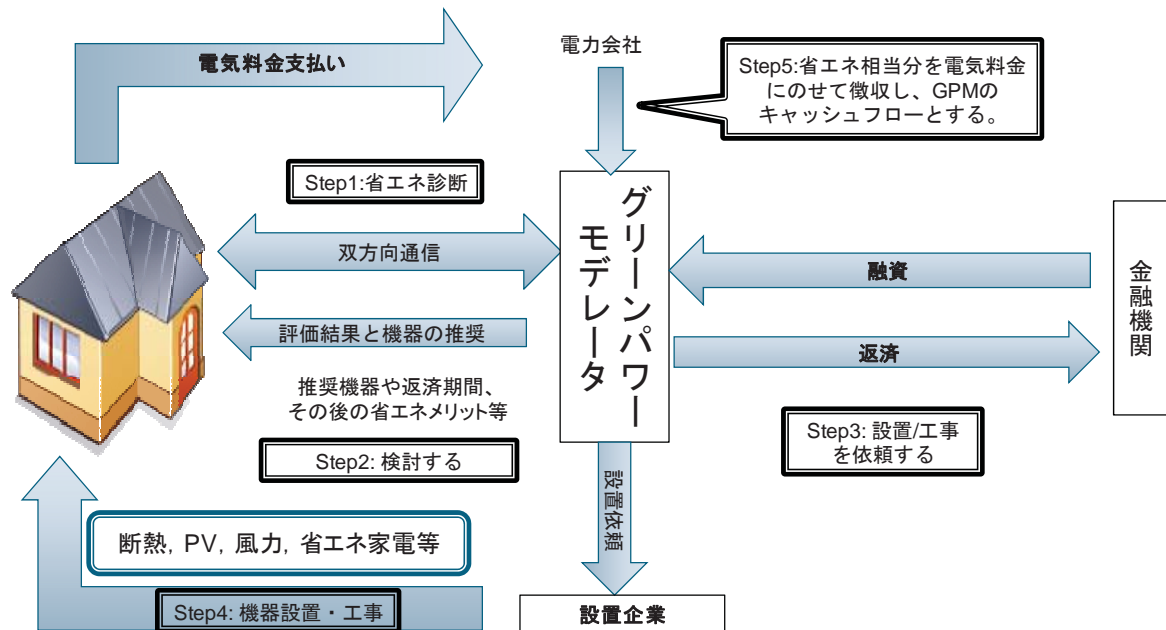 電気料金支払い
電力会社
Step5:省エネ相当分を電気料金
にのせて徴収し、GPMの
キャッシュフローとする。
Step1:省エネ診断
双方向通信
グリーンパワー
モデレータ
融資
金融機関
評価結果と機器の推奨
返済
推奨機器や返済期間、
その後の省エネメリット等
Step2: 検討する
Step3: 設置/工事
を依頼する
設置依頼
断熱, PV, 風力, 省エネ家電等
Step4: 機器設置・工事
設置企業